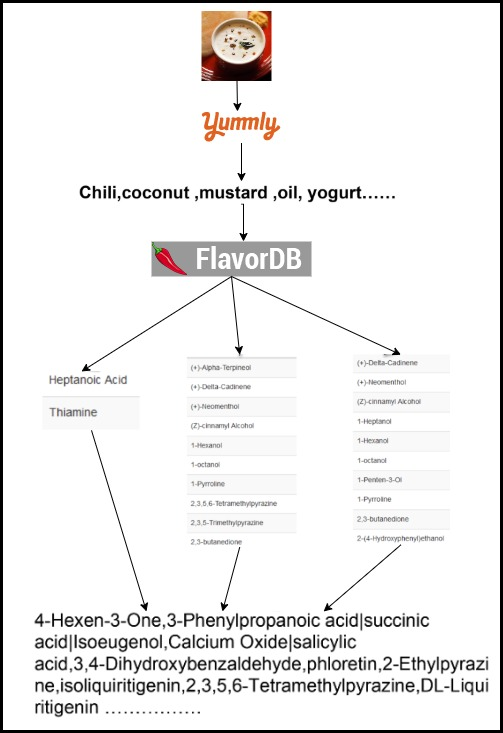 Yummly
Chili,coconut ,mustard ,oil, yogurt......
FlavorDB
Heptanoic Acid
Thiamine
(+)-Alpha-Terpineol
(+)-Delta-Cadinene
(+)-Neomenthol
(Z)-cinnamyl Alcohol
1-Hexanol
1-octanol
1-Pyrroline
2,3,5,6-Tetramethylpyrazine
2,3,5-Trimethylpyrazine
2,3-butanedione
(+)-Delta-Cadinene
(+)-Neomenthol
(Z)-cinnamyl Alcohol
1-Heptanol
1-Hexanol
1-octanol
1-Penten-3-Ol
1-Pyrroline
2,3-butanedione
2-(4-Hydroxyphenyl)ethanol
4-Hexen-3-One,3-Phenylpropanoic acid|succinic
acid|Isoeugenol,Calcium Oxide|salicylic
acid,3,4-Dihydroxybenzaldehyde,phloretin,2-Ethylpyrazi
ne,isoliquiritigenin,2,3,5,6-Tetramethylpyrazine,DL-Liqui
ritigenin ................